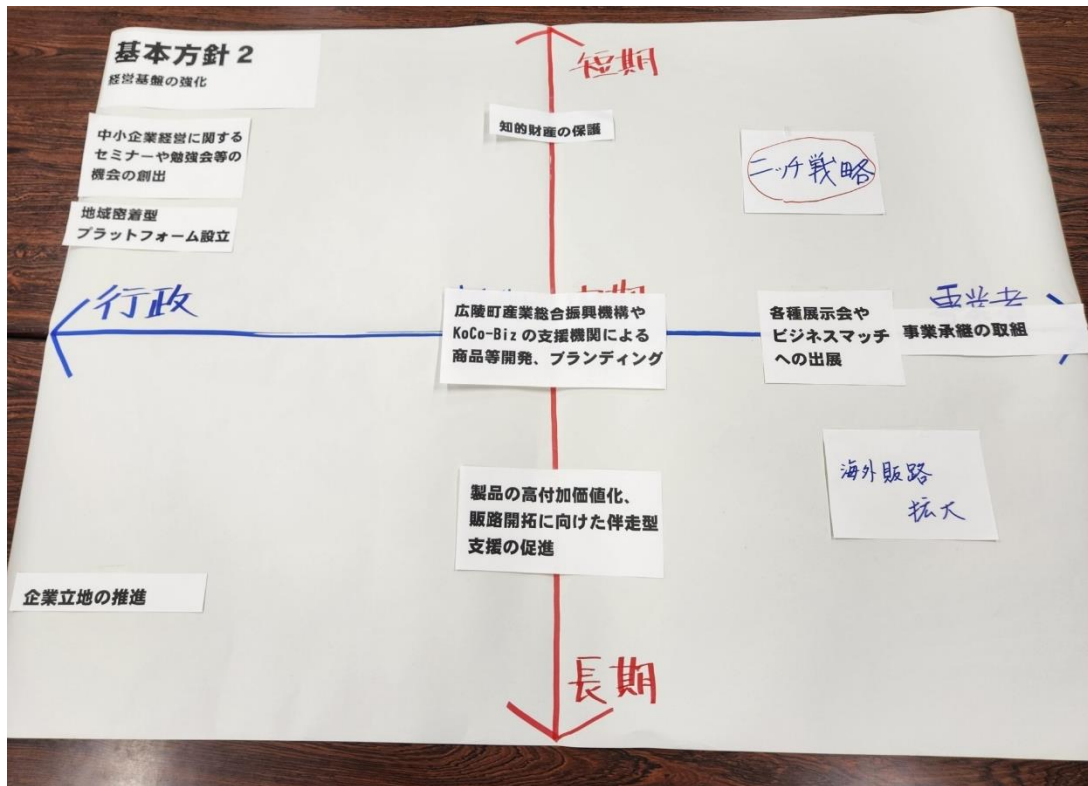 基本方針2
経営基盤の強化
短期
中小企業経営に関する
セミナーや勉強会等の
機会の創出
知的財産の保護
ニッチ戦略
地域密着型
プラットフォーム設立
行政
広陵町産業総合振興機構や
KoCo-Bizの支援機関による
商品等開発、ブランディング
各種展示会や
ビジネスマッチ
への出展
事業承継の取組
製品の高付加価値化、
販路開拓に向けた伴走型
支援の促進
海外販路
拡大
企業立地の推進
長期